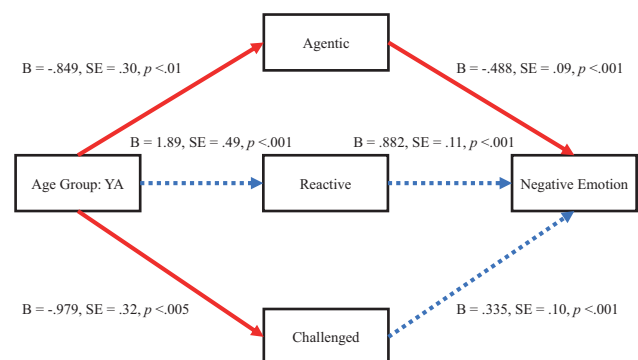 Agentic
B = -.849, SE = .30, p <.01
B = -.488, SE = .09, p <.001
B = 1.89, SE = .49, p <.001
B = .882, SE = .11, p <.001
Age Group: YA
Reactive
Negative Emotion
B = -.979, SE = .32, p <.005
B = .335, SE = .10, p <.001
Challenged